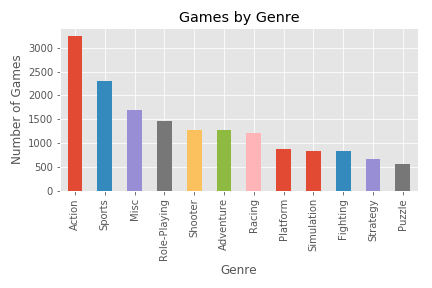 Games by Genre
Number of Games
3000
2500
2000
1500
1000
500
0
Action
Sports
Misc
Role-Playing
Shooter
Adventure
Racing
Platform
Simulation
Fighting
Strategy
Puzzle
Genre